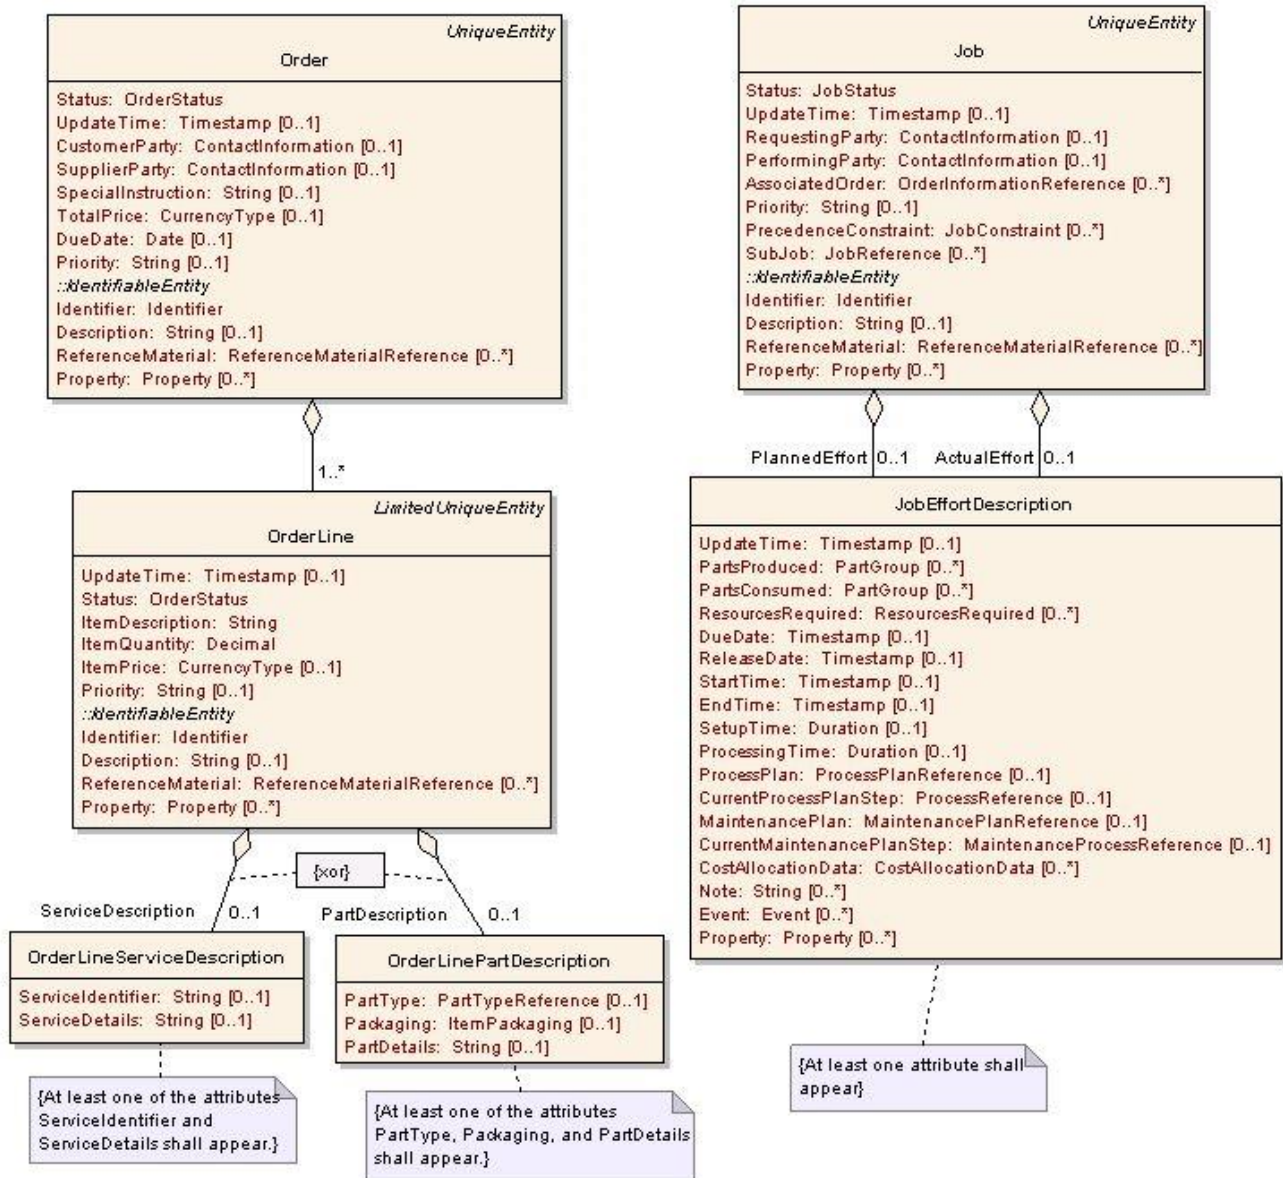 UniqueEntity
Order
Status: OrderStatus
UpdateTime: Timestamp [0..1]
CustomerParty: ContactInformation [0..1]
SupplierParty: ContactInformation [0..1]
SpecialInstruction: String [0..1]
TotalPrice: CurrencyType [0..1]
DueDate: Date [0..1]
Priority: String [0..1]
::IdentifiableEntity
Identifier: Identifier
Description: String [0..1]
ReferenceMaterial: ReferenceMaterialReference [0..*]
Property: Property [0..*]
1..*
LimitedUniqueEntity
OrderLine
UpdateTime: Timestamp [0..1]
Status: OrderStatus
ItemDescription: String
ItemQuantity: Decimal
ItemPrice: CurrencyType [0..1]
Priority: String [0..1]
::IdentifiableEntity
Identifier: Identifier
Description: String [0..1]
ReferenceMaterial: ReferenceMaterialReference [0..*]
Property: Property [0..*]
{xor}
ServiceDescription 0..1
PartDescription 0..1
OrderLineServiceDescription
ServiceIdentifier: String [0..1]
ServiceDetails: String [0..1]
{At least one of the attributes
ServiceIdentifier and
ServiceDetails shall appear.}
OrderLinePartDescription
PartType: PartTypeReference [0..1]
Packaging: ItemPackaging [0..1]
PartDetails: String [0..1]
{At least one of the attributes
PartType, Packaging, and PartDetails
shall appear.}
UniqueEntity
Job
Status: JobStatus
UpdateTime: Timestamp [0..1]
RequestingParty: ContactInformation [0..1]
PerformingParty: ContactInformation [0..1]
AssociatedOrder: OrderInformationReference [0..*]
Priority: String [0..1]
PrecedenceConstraint: JobConstraint [0..*]
SubJob: JobReference [0..*]
::IdentifiableEntity
Identifier: Identifier
Description: String [0..1]
ReferenceMaterial: ReferenceMaterialReference [0..*]
Property: Property [0..*]
PlannedEffort 0..1
ActualEffort 0..1
JobEffortDescription
UpdateTime: Timestamp [0..1]
PartsProduced: PartGroup [0..*]
PartsConsumed: PartGroup [0..*]
ResourcesRequired: ResourcesRequired [0..*]
DueDate: Timestamp [0..1]
ReleaseDate: Timestamp [0..1]
StartTime: Timestamp [0..1]
EndTime: Timestamp [0..1]
SetupTime: Duration [0..1]
ProcessingTime: Duration [0..1]
ProcessPlan: ProcessPlanReference [0..1]
CurrentProcessPlanStep: ProcessReference [0..1]
MaintenancePlan: MaintenancePlanReference [0..1]
CurrentMaintenancePlanStep: MaintenanceProcessReference [0..1]
CostAllocationData: CostAllocationData [0..*]
Note: String [0..*]
Event: Event [0..*]
Property: Property [0..*]
{At least one attribute shall
appear}